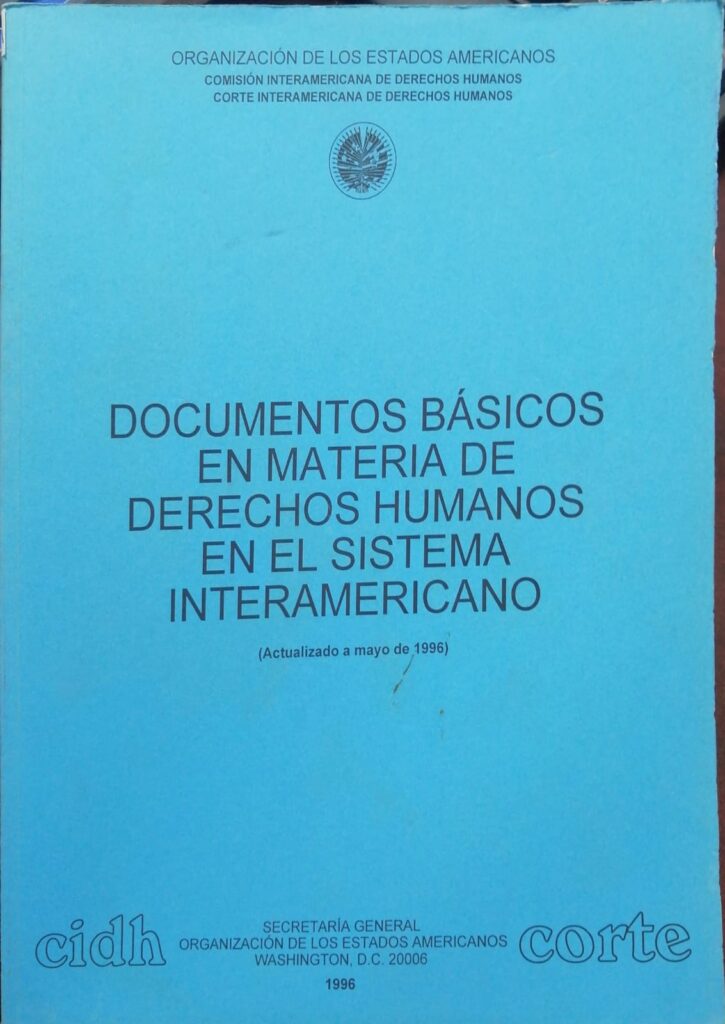 ORGANIZACIÓN DE LOS ESTADOS AMERICANOS
COMISIÓN INTERAMERICANA DE DERECHOS HUMANOS
CORTE INTERAMERICANA DE DERECHOS HUMANOS
DOCUMENTOS BÁSICOS
EN MATERIA DE
DERECHOS HUMANOS
EN EL SISTEMA
INTERAMERICANO
(Actualizado a mayo de 1996)
cidh
SECRETARÍA GENERAL
ORGANIZACIÓN DE LOS ESTADOS AMERICANOS
WASHINGTON, D.C. 20006
1996
corte